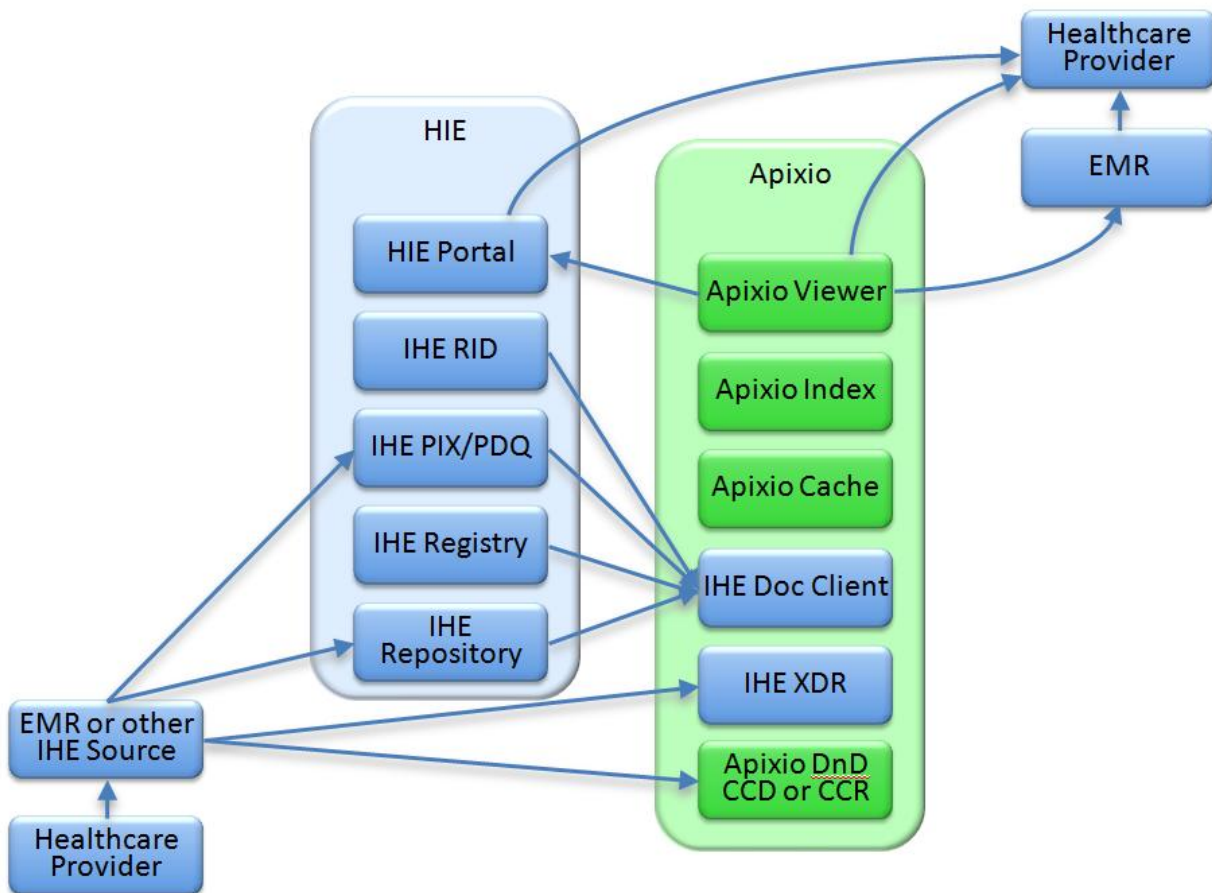 Healthcare
Provider
EMR
HIE
HIE Portal
IHE RID
IHE PIX/PDQ
IHE Registry
IHE
Repository
Apixio
Apixio Viewer
Apixio Index
Apixio Cache
IHE Doc Client
IHE XDR
Apixio DnD
CCD or CCR
EMR or other
IHE Source
Healthcare
Provider